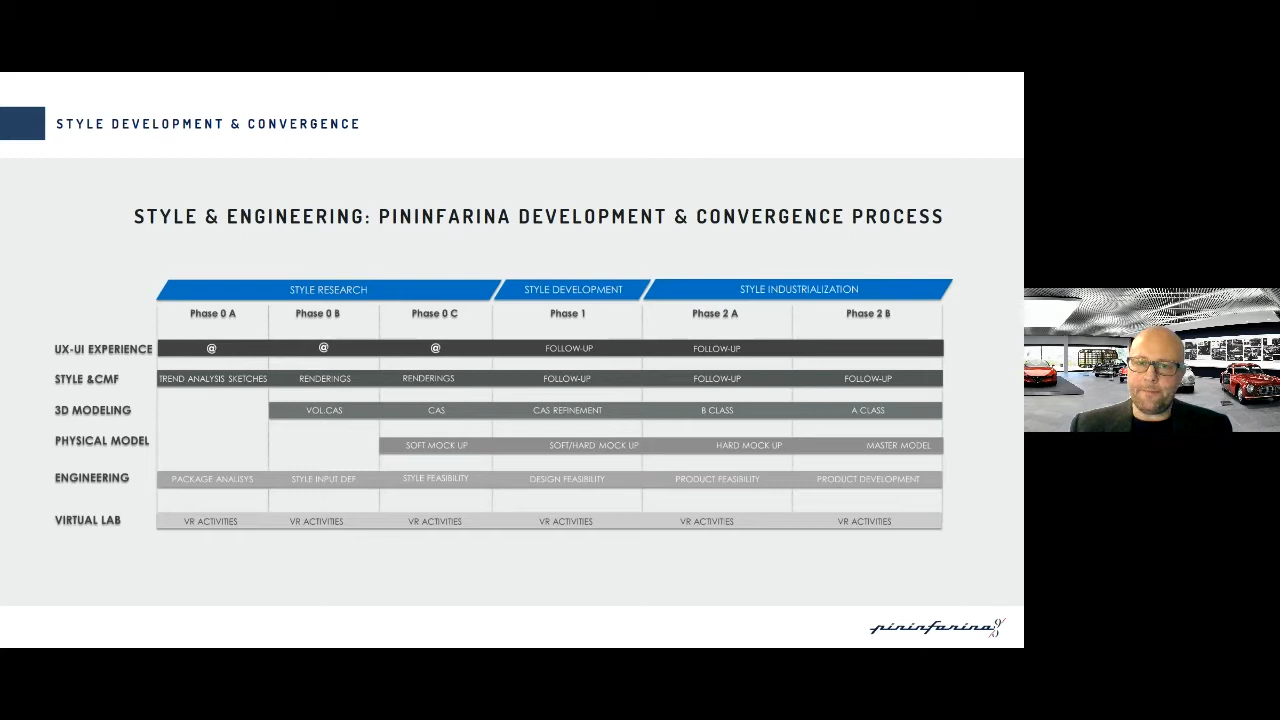 STYLE DEVELOPMENT & CONVERGENCE
STYLE & ENGINEERING: PININFARINA DEVELOPMENT & CONVERGENCE PROCESS
STYLE RESEARCH STYLE DEVELOPMENT STYLE INDUSTRIALIZATION
Phase 0 A Phase 0 B Phase 0 C Phase 1 Phase 2 A Phase 2 B
UX-UI EXPERIENCE @ @ @ FOLLOW-UP FOLLOW-UP
STYLE &CMF TREND ANALYSIS SKETCHES RENDERINGS RENDERINGS FOLLOW-UP FOLLOW-UP FOLLOW-UP
3D MODELING VOL.CAS CAS CAS REFINEMENT B CLASS A CLASS
PHYSICAL MODEL SOFT MOCK UP SOFT/HARD MOCK UP HARD MOCK UP MASTER MODEL
ENGINEERING PACKAGE ANALISYS STYLE INPUT DEF. STYLE FEASIBILITY DESIGN FEASIBILITY PRODUCT FEASIBILITY PRODUCT DEVELOPMENT
VIRTUAL LAB VR ACTIVITIES VR ACTIVITIES VR ACTIVITIES VR ACTIVITIES VR ACTIVITIES VR ACTIVITIES
pininfarina